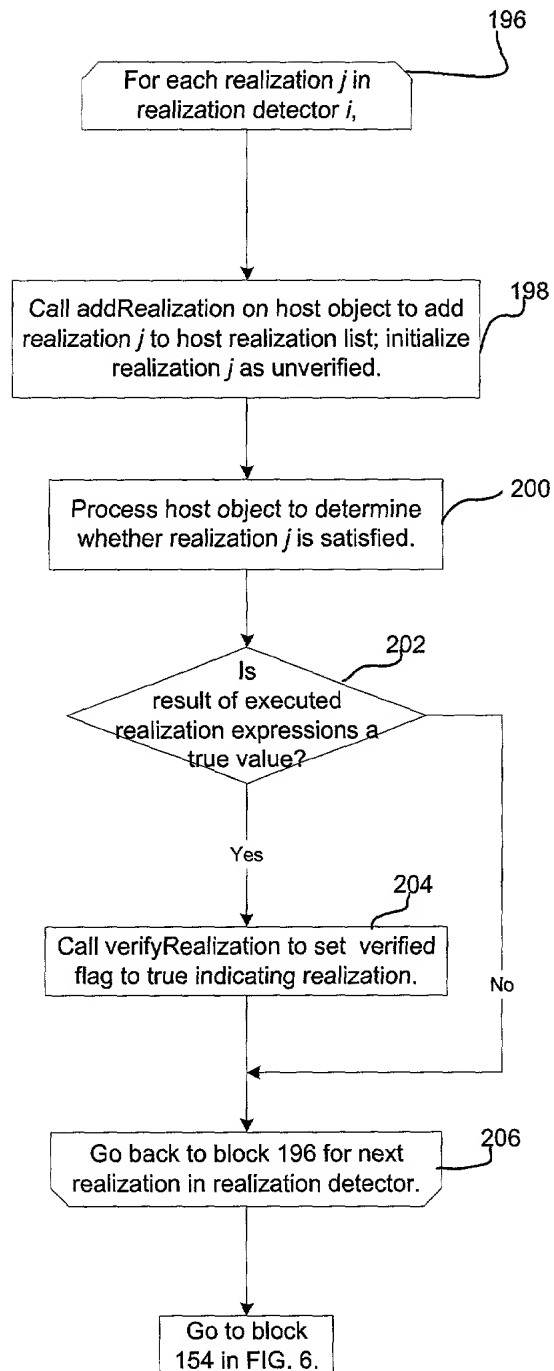 196
For each realization j in
realization detector i,
198
Call addRealization on host object to add
realization j to host realization list; initialize
realization j as unverified.
200
Process host object to determine
whether realization j is satisfied.
202
Is
result of executed
realization expressions a
true value?
Yes
204
Call verifyRealization to set verified
flag to true indicating realization.
No
206
Go back to block 196 for next
realization in realization detector.
Go to block
154 in FIG. 6.